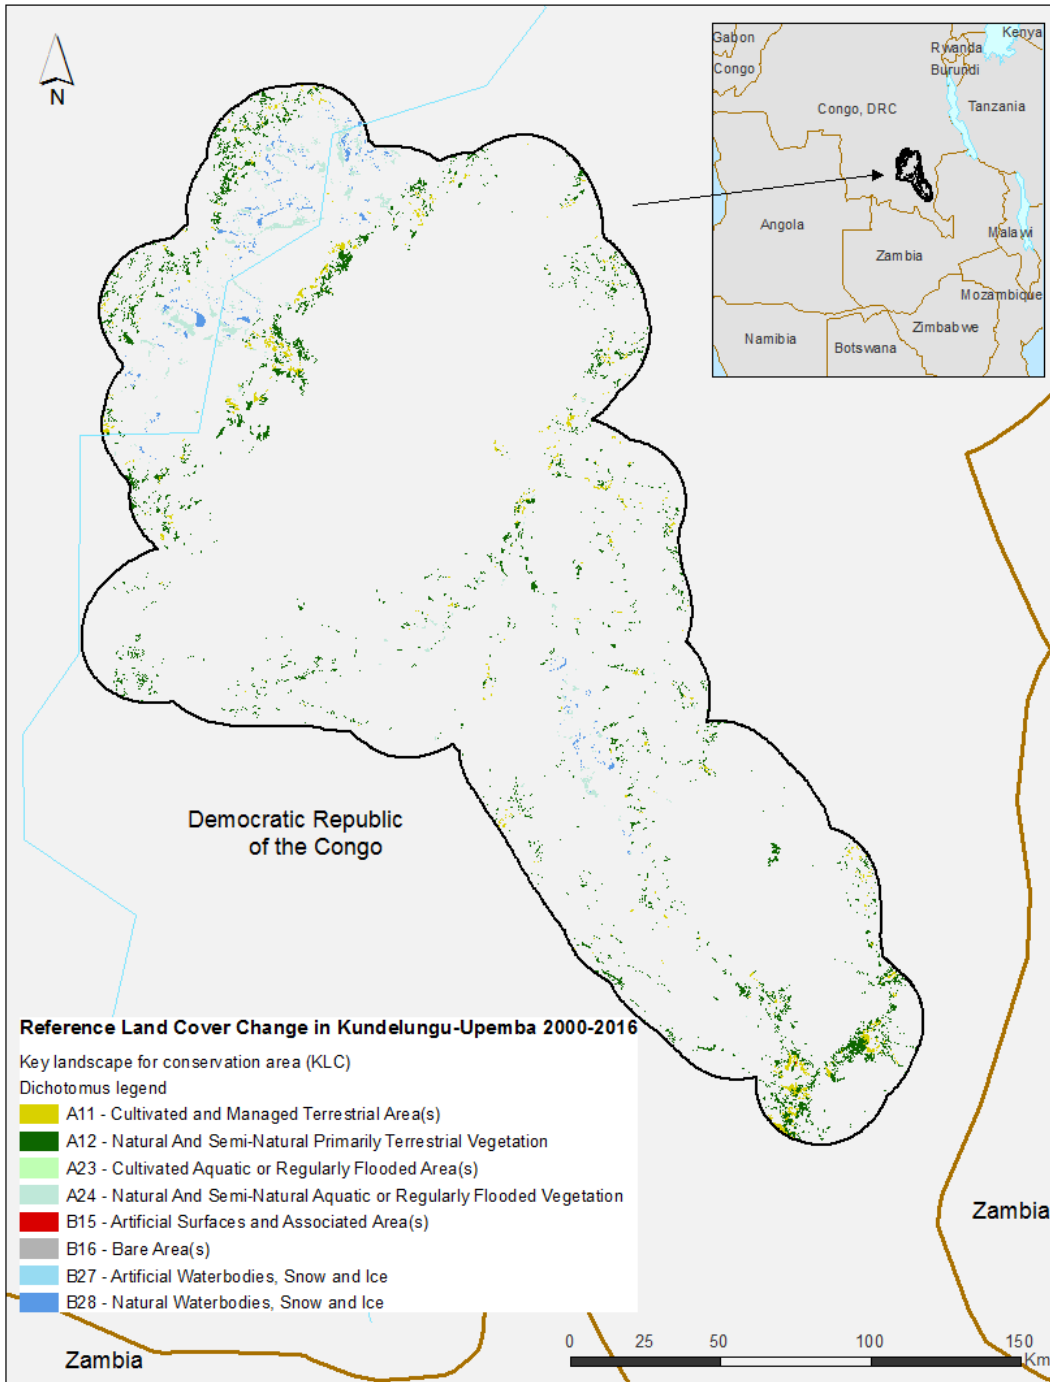 N
Gabon
Congo
Kenya
Rwanda
Burundi
Congo, DRC
Tanzania
Angola
Malawi
Zambia
Mozambique
Zimbabwe
Namibia
Botswana
Democratic Republic
of the Congo
Reference Land Cover Change in Kundelungu-Upemba 2000-2016
Key landscape for conservation area (KLC)
Dichotomus legend
A11 - Cultivated and Managed Terrestrial Area(s)
A12 - Natural And Semi-Natural Primarily Terrestrial Vegetation
A23 - Cultivated Aquatic or Regularly Flooded Area(s)
A24 - Natural And Semi-Natural Aquatic or Regularly Flooded Vegetation
B15 - Artificial Surfaces and Associated Area(s)
B16 - Bare Area(s)
B27 - Artificial Waterbodies, Snow and Ice
B28 - Natural Waterbodies, Snow and Ice
Zambia
Zambia
0 25 50 100 150
Km